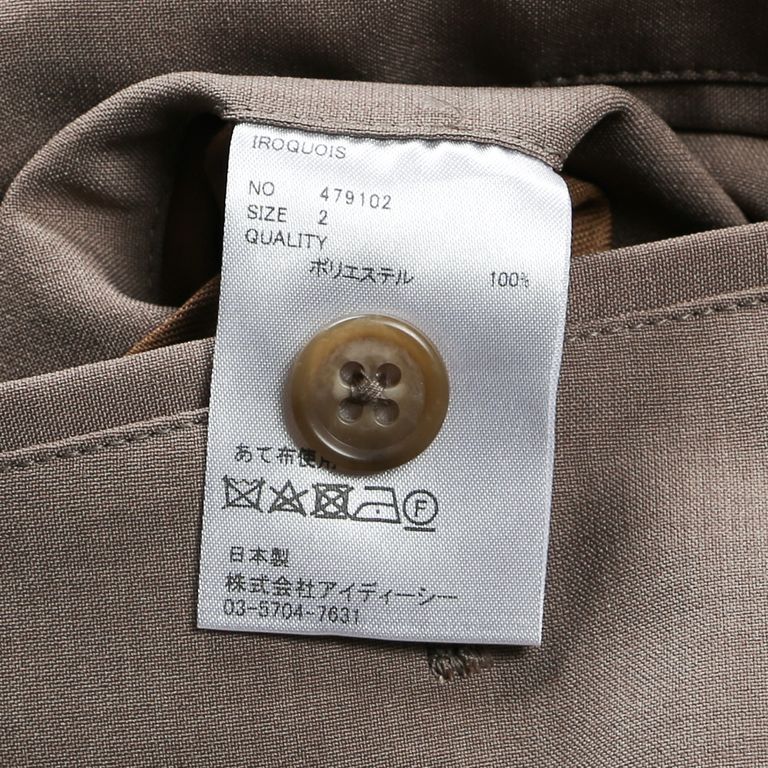 IROQUOIS
NO 479102
SIZE 2
QUALITY
ポリエステル 100%
あて布使用
F
日本製
株式会社アイディーシー
03-5704-7631